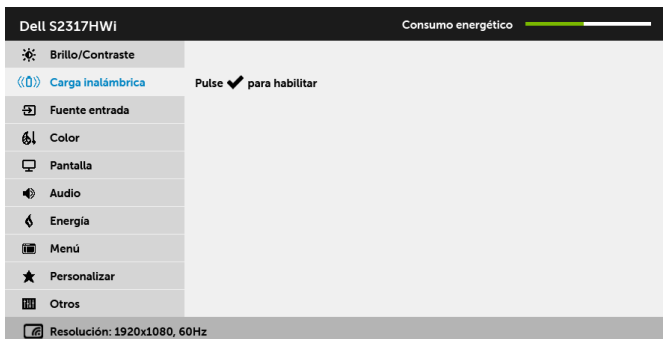 Dell S2317HWi
Consumo energético
Brillo/Contraste
Carga inalámbrica
Pulse ✔ para habilitar
Fuente entrada
Color
Pantalla
Audio
Energía
Menú
Personalizar
Otros
Resolución: 1920x1080, 60Hz